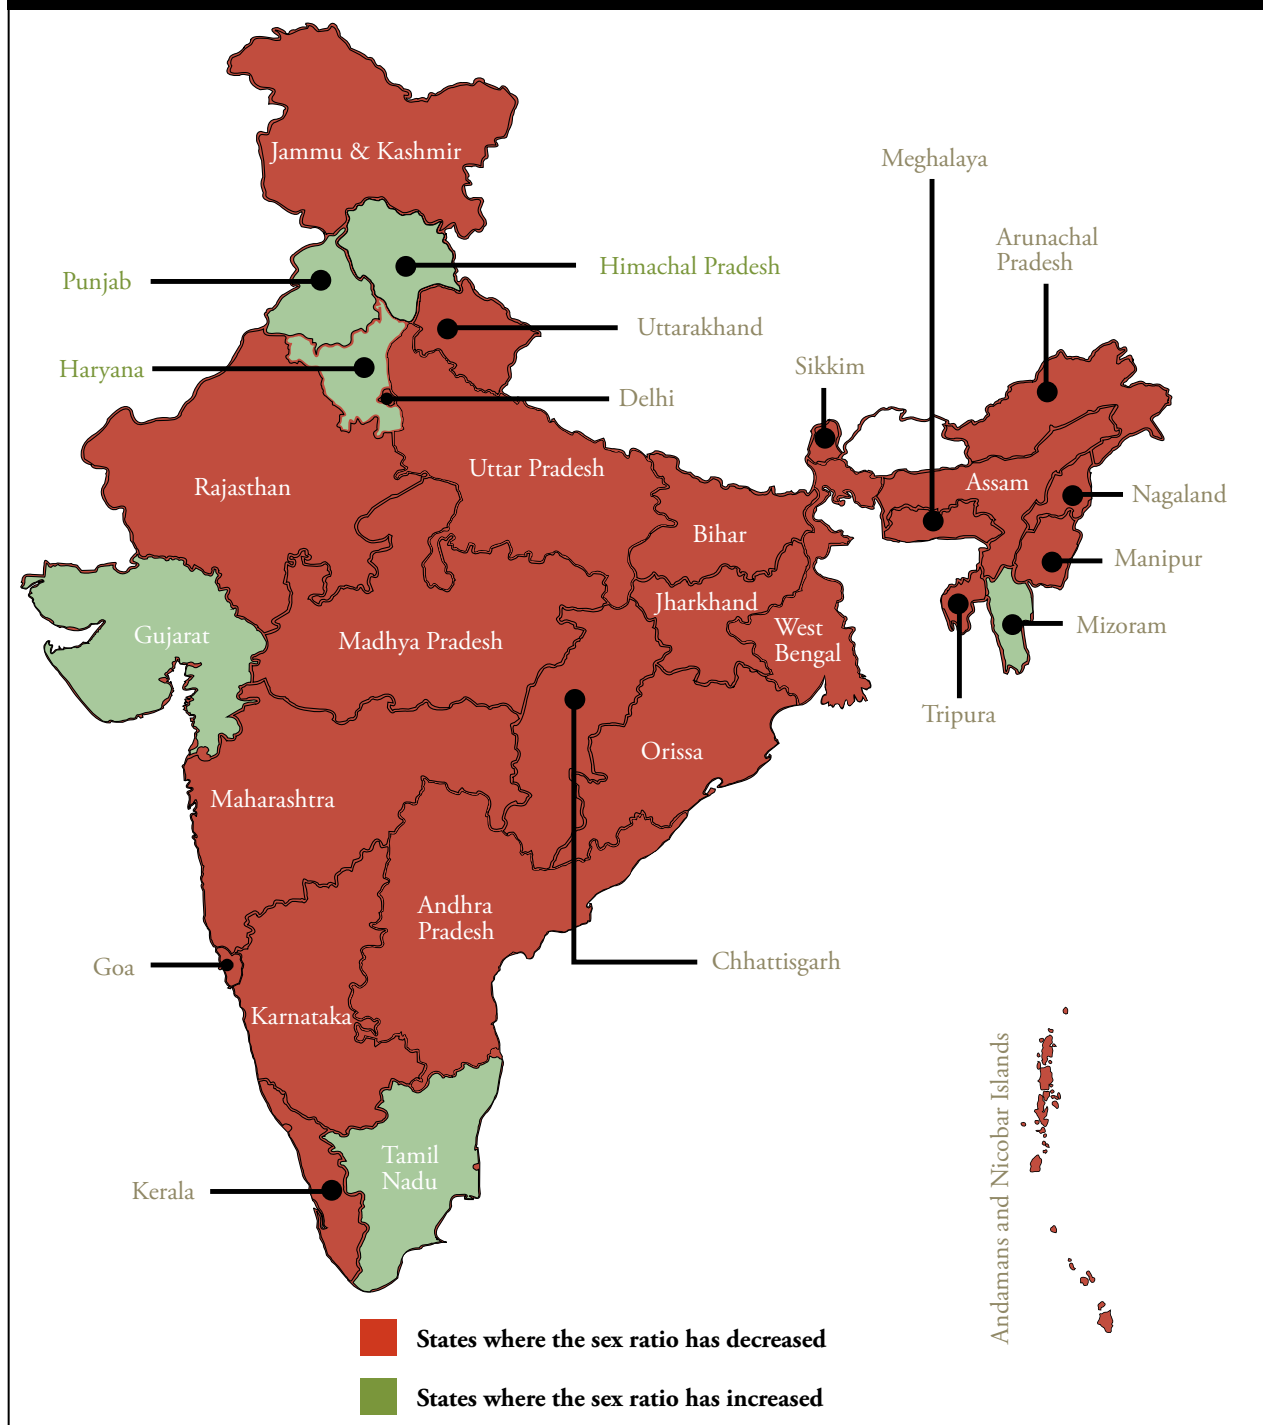 Jammu & Kashmir
Meghalaya
Arunachal
Pradesh
Punjab
Himachal Pradesh
Uttarakhand
Haryana
Sikkim
Delhi
Uttar Pradesh
Rajasthan
Assam
Nagaland
Bihar
Manipur
Jharkhand
Gujarat
Madhya Pradesh
West
Bengal
Mizoram
Tripura
Orissa
Maharashtra
Andhra
Pradesh
Goa
Chhattisgarh
Karnataka
Andamans and Nicobar Islands
Tamil
Nadu
Kerala
States where the sex ratio has decreased
States where the sex ratio has increased